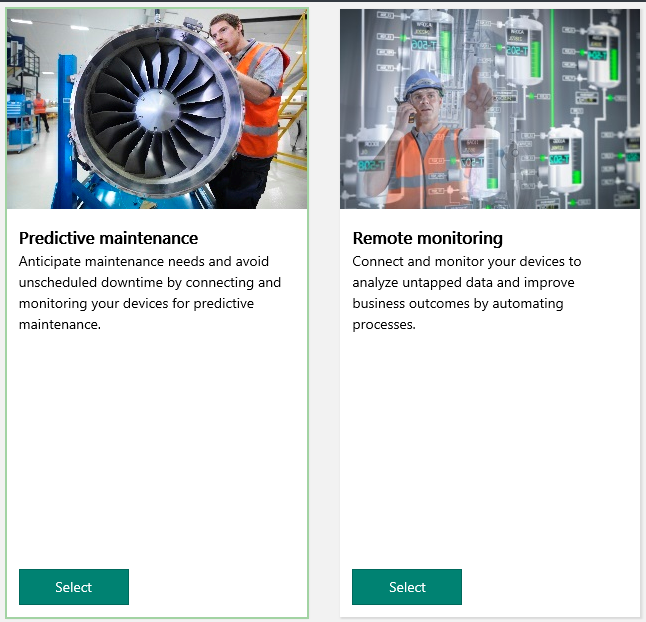 Predictive maintenance
Anticipate maintenance needs and avoid
unscheduled downtime by connecting and
monitoring your devices for predictive
maintenance.
Select
Remote monitoring
Connect and monitor your devices to
analyze untapped data and improve
business outcomes by automating
processes.
Select